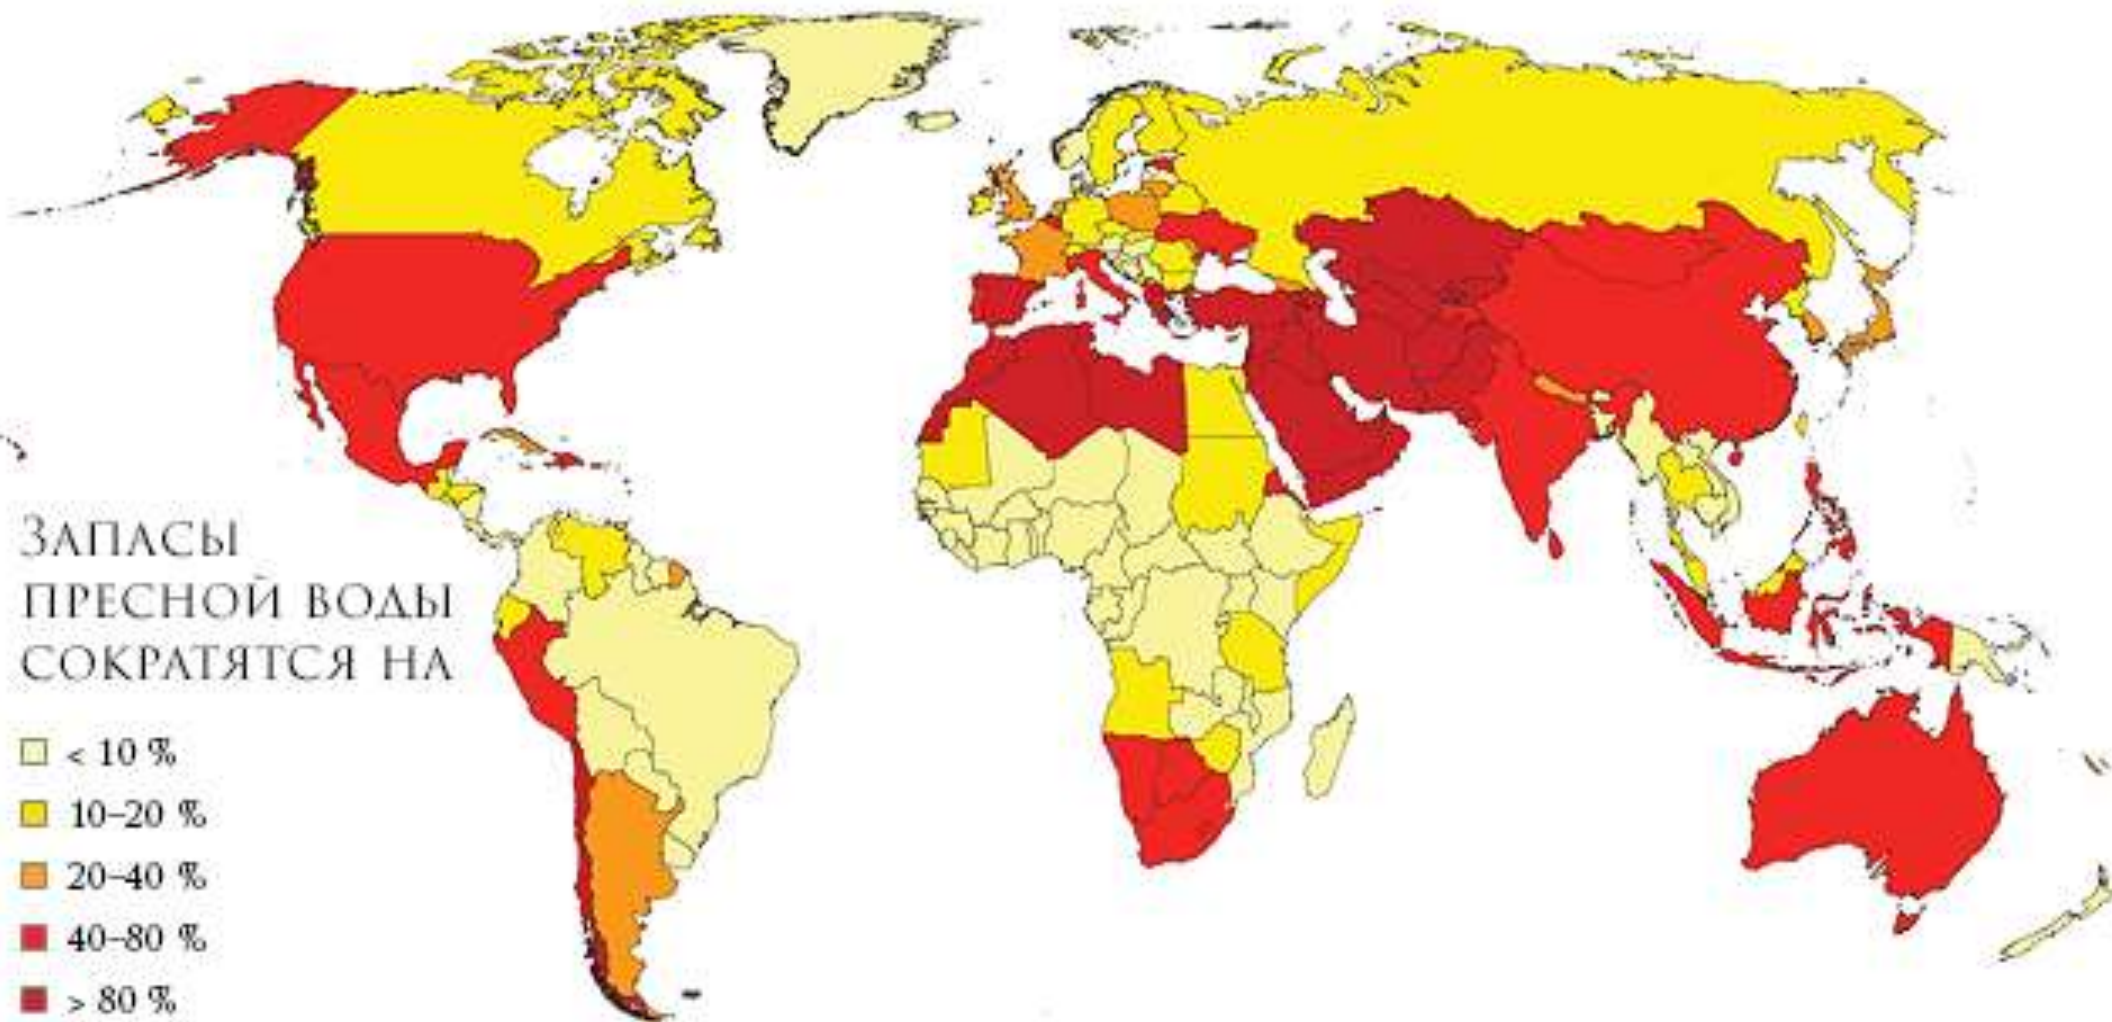 Запасы
пресной воды
сократятся на
< 10 %
10–20 %
20–40 %
40–80 %
> 80 %